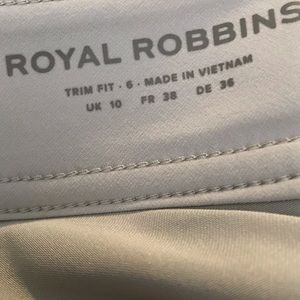 ROYAL ROBBINS
TRIM FIT · 6 · MADE IN VIETNAM
UK 10 FR 38 DE 36